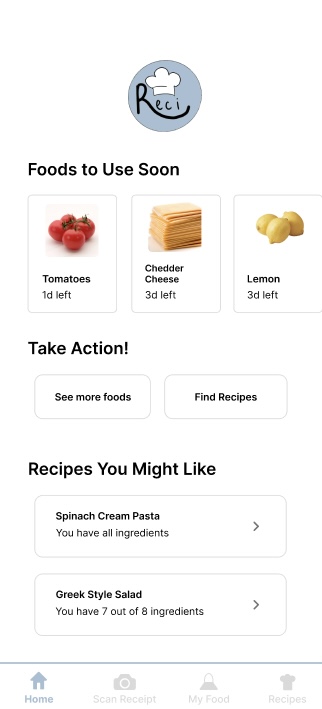 Reci
Foods to Use Soon
Tomatoes
1d left
Chedder
Cheese
3d left
Lemon
3d left
Take Action!
See more foods
Find Recipes
Recipes You Might Like
Spinach Cream Pasta
You have all ingredients
Greek Style Salad
You have 7 out of 8 ingredients
Home
Scan Receipt
My Food
Recipes